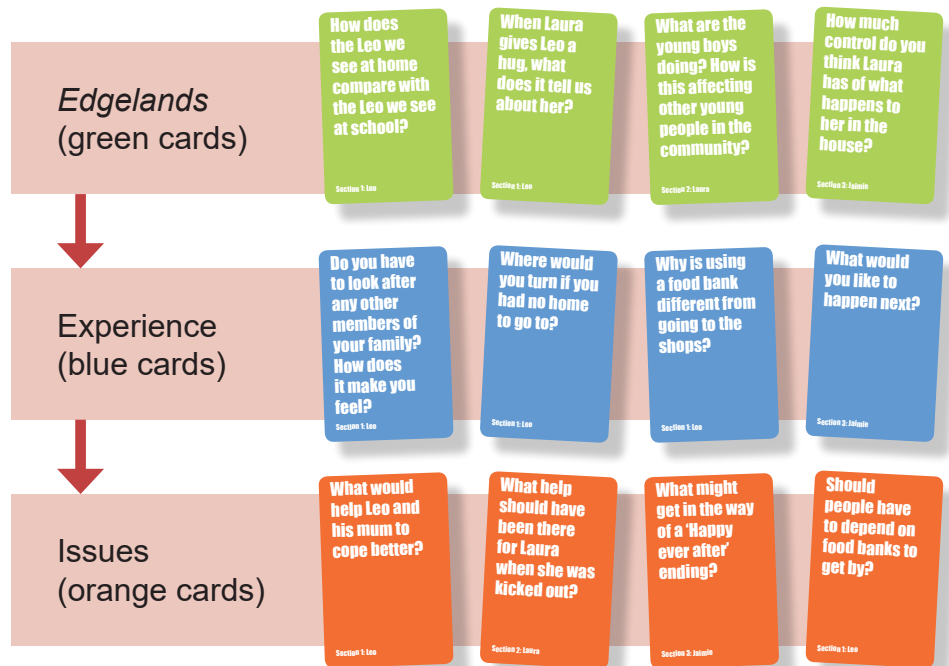 Edgelands
(green cards)
How does
the Leo we
see at home
compare with
the Leo we see
at school?
Section 1: Leo
When Laura
gives Leo a
hug, what
does it tell us
about her?
Section 1: Leo
What are the
young boys
doing? How is
this affecting
other young
people in the
community?
Section 2: Laura
How much
control do you
think Laura
has of what
happens to
her in the
house?
Section 3: Jaimie
Experience
(blue cards)
Do you have
to look after
any other
members of
your family?
How does
it make you
feel?
Section 1: Leo
Where would
you turn if you
had no home
to go to?
Section 1: Leo
Why is using
a food bank
different from
going to the
shops?
Section 1: Leo
What would
you like to
happen next?
Section 3: Jaimie
Issues
(orange cards)
What would
help Leo and
his mum to
cope better?
Section 1: Leo
What help
should have
been there
for Laura
when she was
kicked out?
Section 2: Laura
What might
get in the way
of a ‘Happy
ever after’
ending?
Section 3: Jaimie
Should
people have
to depend on
food banks to
get by?
Section 1: Leo